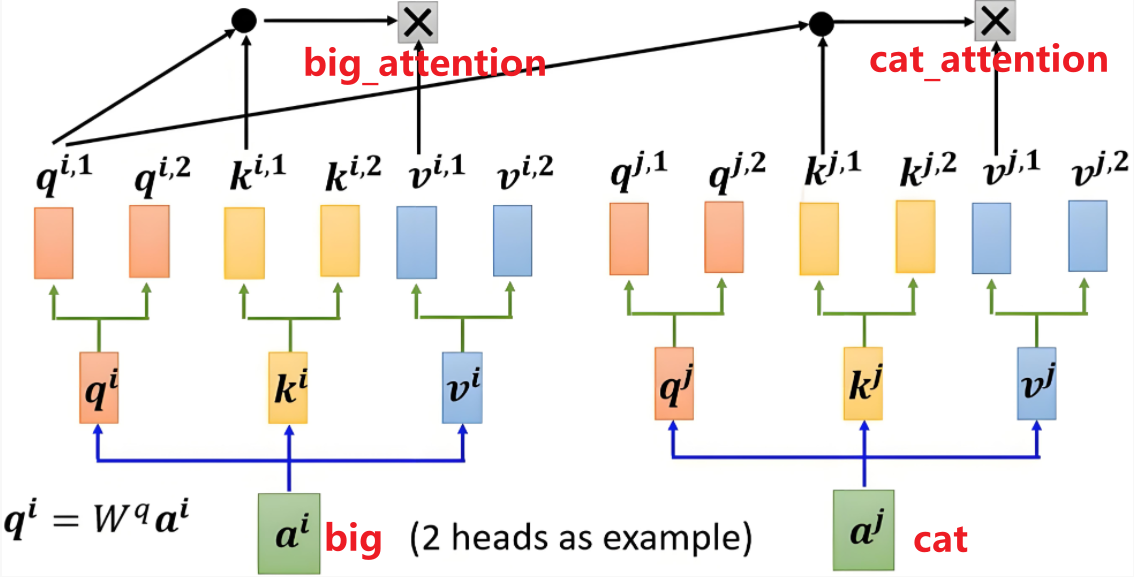 big_attention
cat_attention
q^{i,1} q^{i,2} k^{i,1} k^{i,2} v^{i,1} v^{i,2} q^{j,1} q^{j,2} k^{j,1} k^{j,2} v^{j,1} v^{j,2}
q^i k^i v^i q^j k^j v^j
q^i = W^q a^i
a^i big (2 heads as example) a^j cat